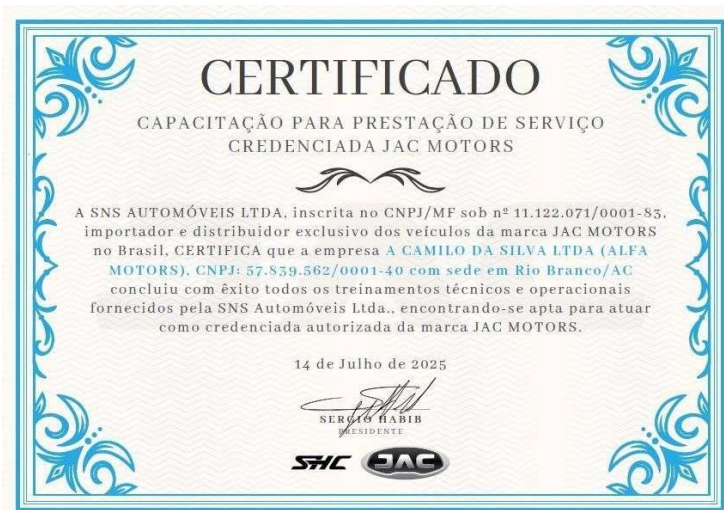 CERTIFICADO
CAPACITAÇÃO PARA PRESTAÇÃO DE SERVIÇO
CREDENCIADA JAC MOTORS
A SNS AUTOMÓVEIS LTDA, inscrita no CNPJ/MF sob nº 11.122.071/0001-83,
importador e distribuidor exclusivo dos veículos da marca JAC MOTORS
no Brasil, CERTIFICA que a empresa A CAMILO DA SILVA LTDA (ALFA
MOTORS), CNPJ: 57.839.562/0001-40 com sede em Rio Branco/AC
concluiu com êxito todos os treinamentos técnicos e operacionais
fornecidos pela SNS Automóveis Ltda., encontrando-se apta para atuar
como credenciada autorizada da marca JAC MOTORS.
14 de Julho de 2025
SERGIO HABIB
PRESIDENTE
SHC JAC